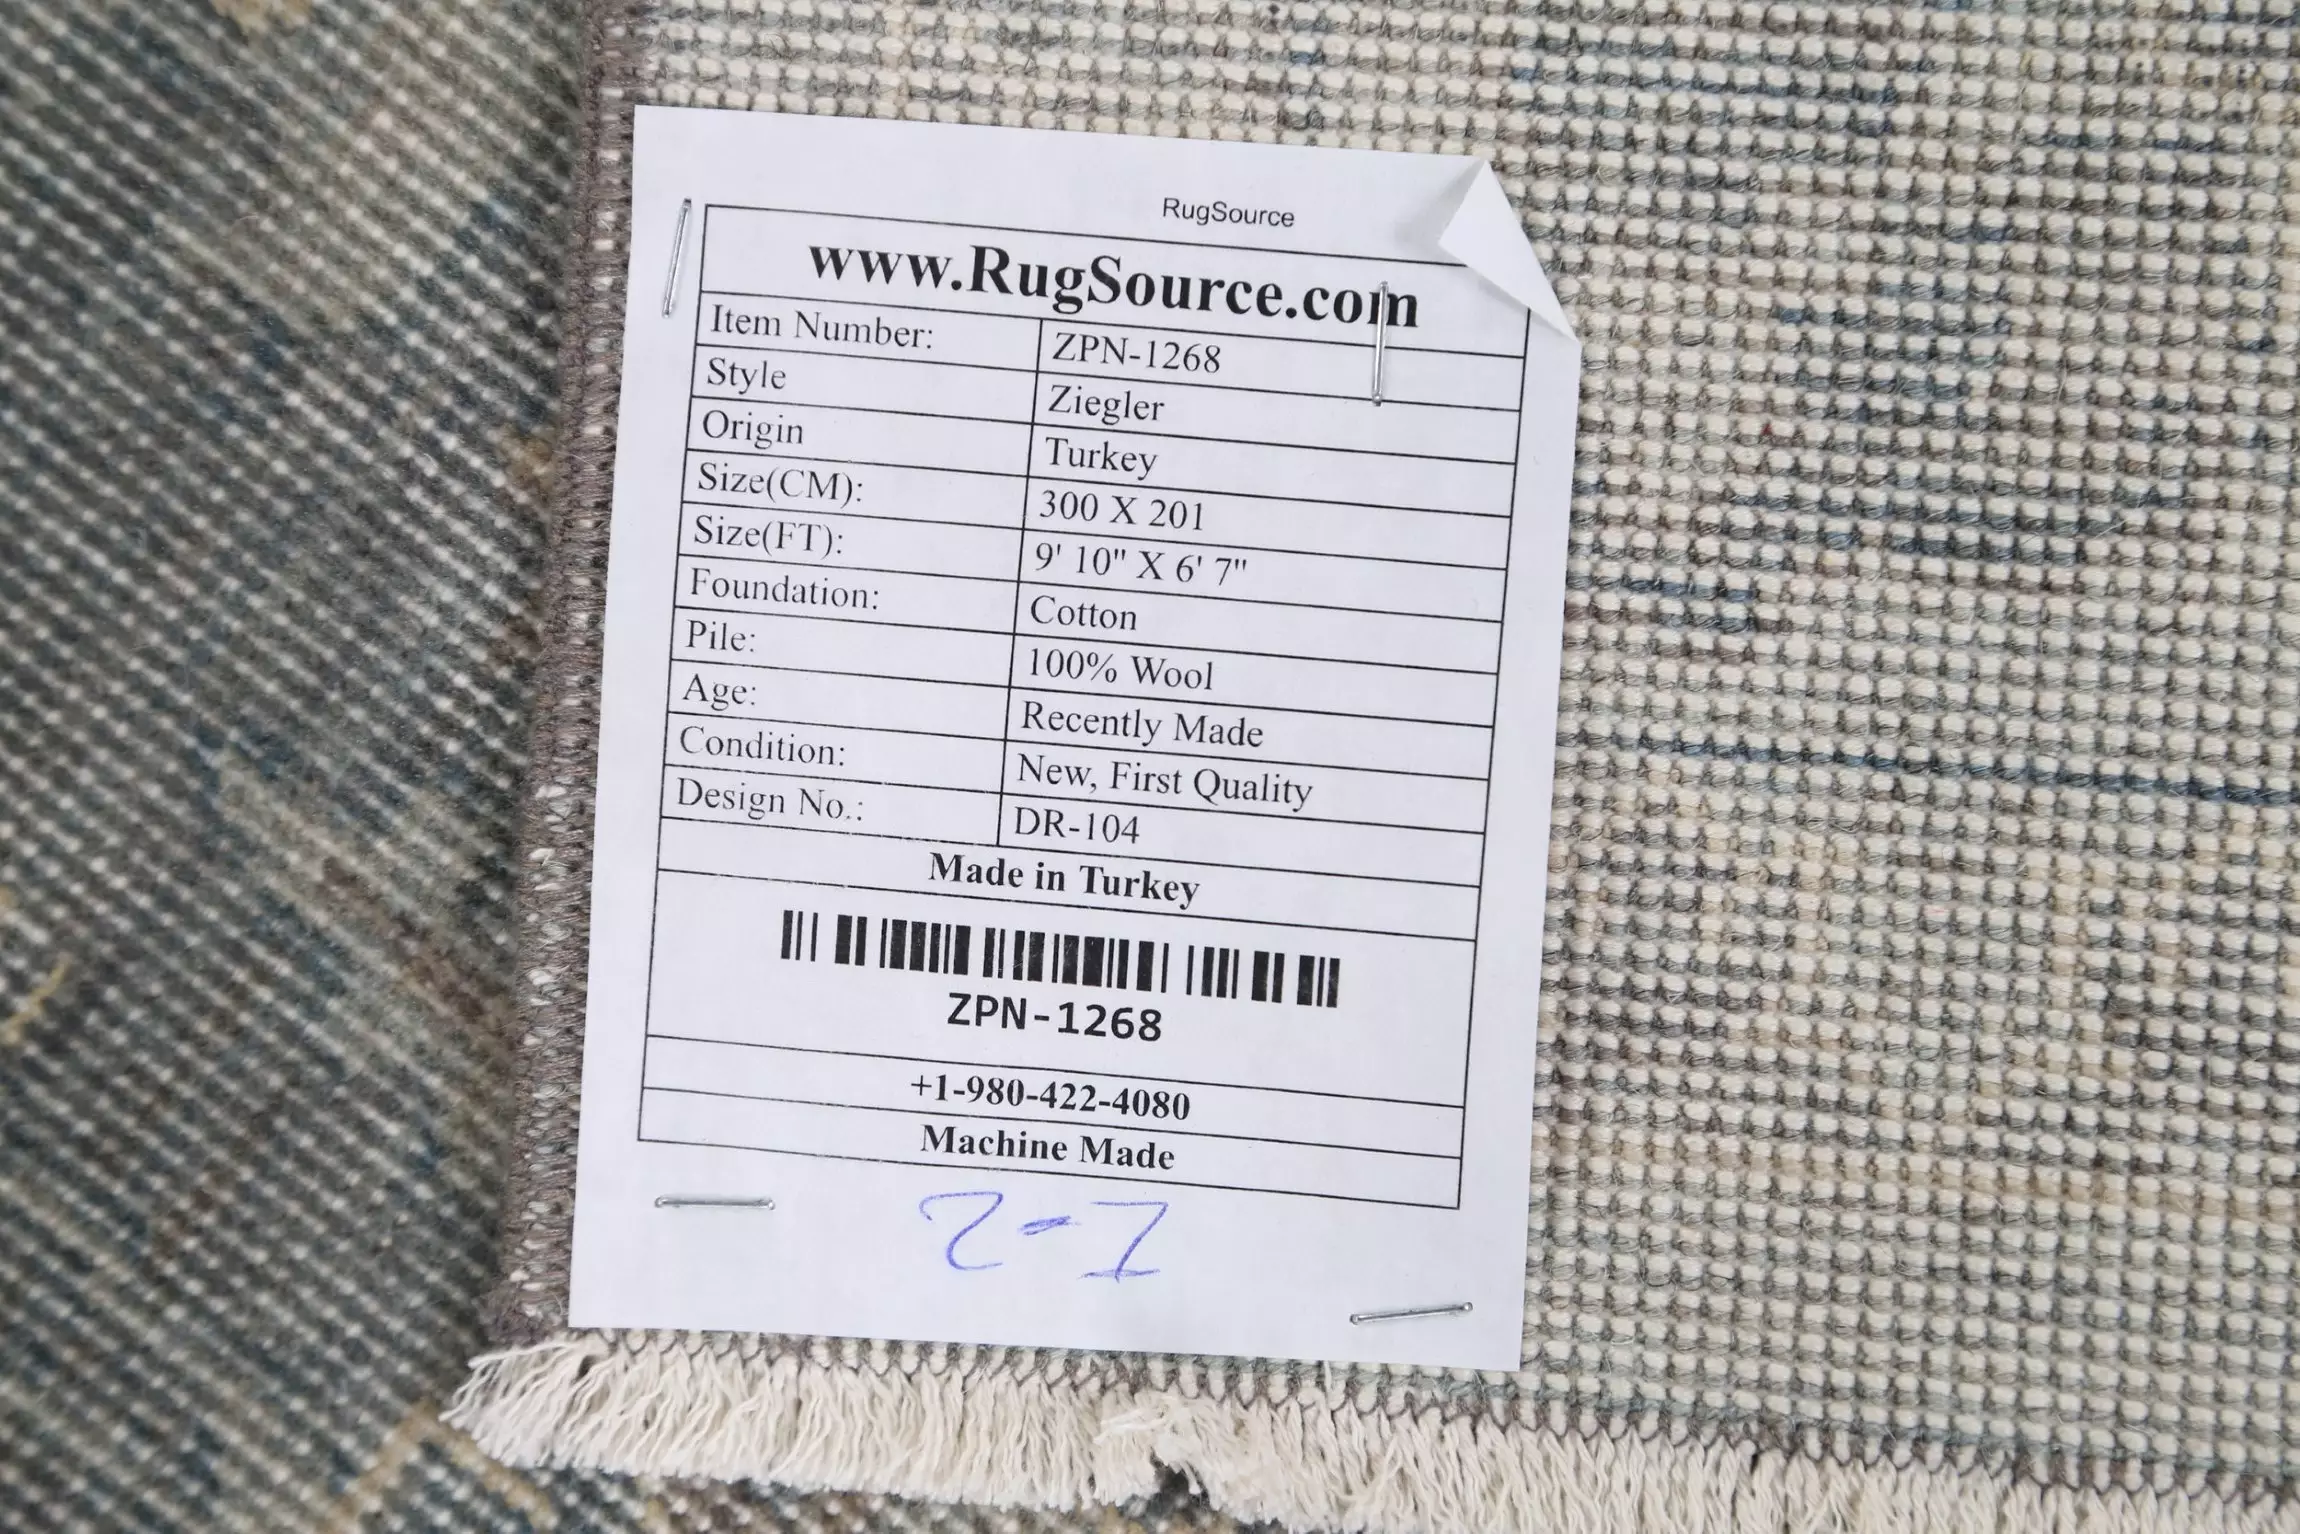 RugSource
www.RugSource.com
Item Number: ZPN-1268
Style Ziegler
Origin Turkey
Size(CM): 300 X 201
Size(FT): 9' 10" X 6' 7"
Foundation: Cotton
Pile: 100% Wool
Age: Recently Made
Condition: New, First Quality
Design No.: DR-104
Made in Turkey
ZPN-1268
+1-980-422-4080
Machine Made